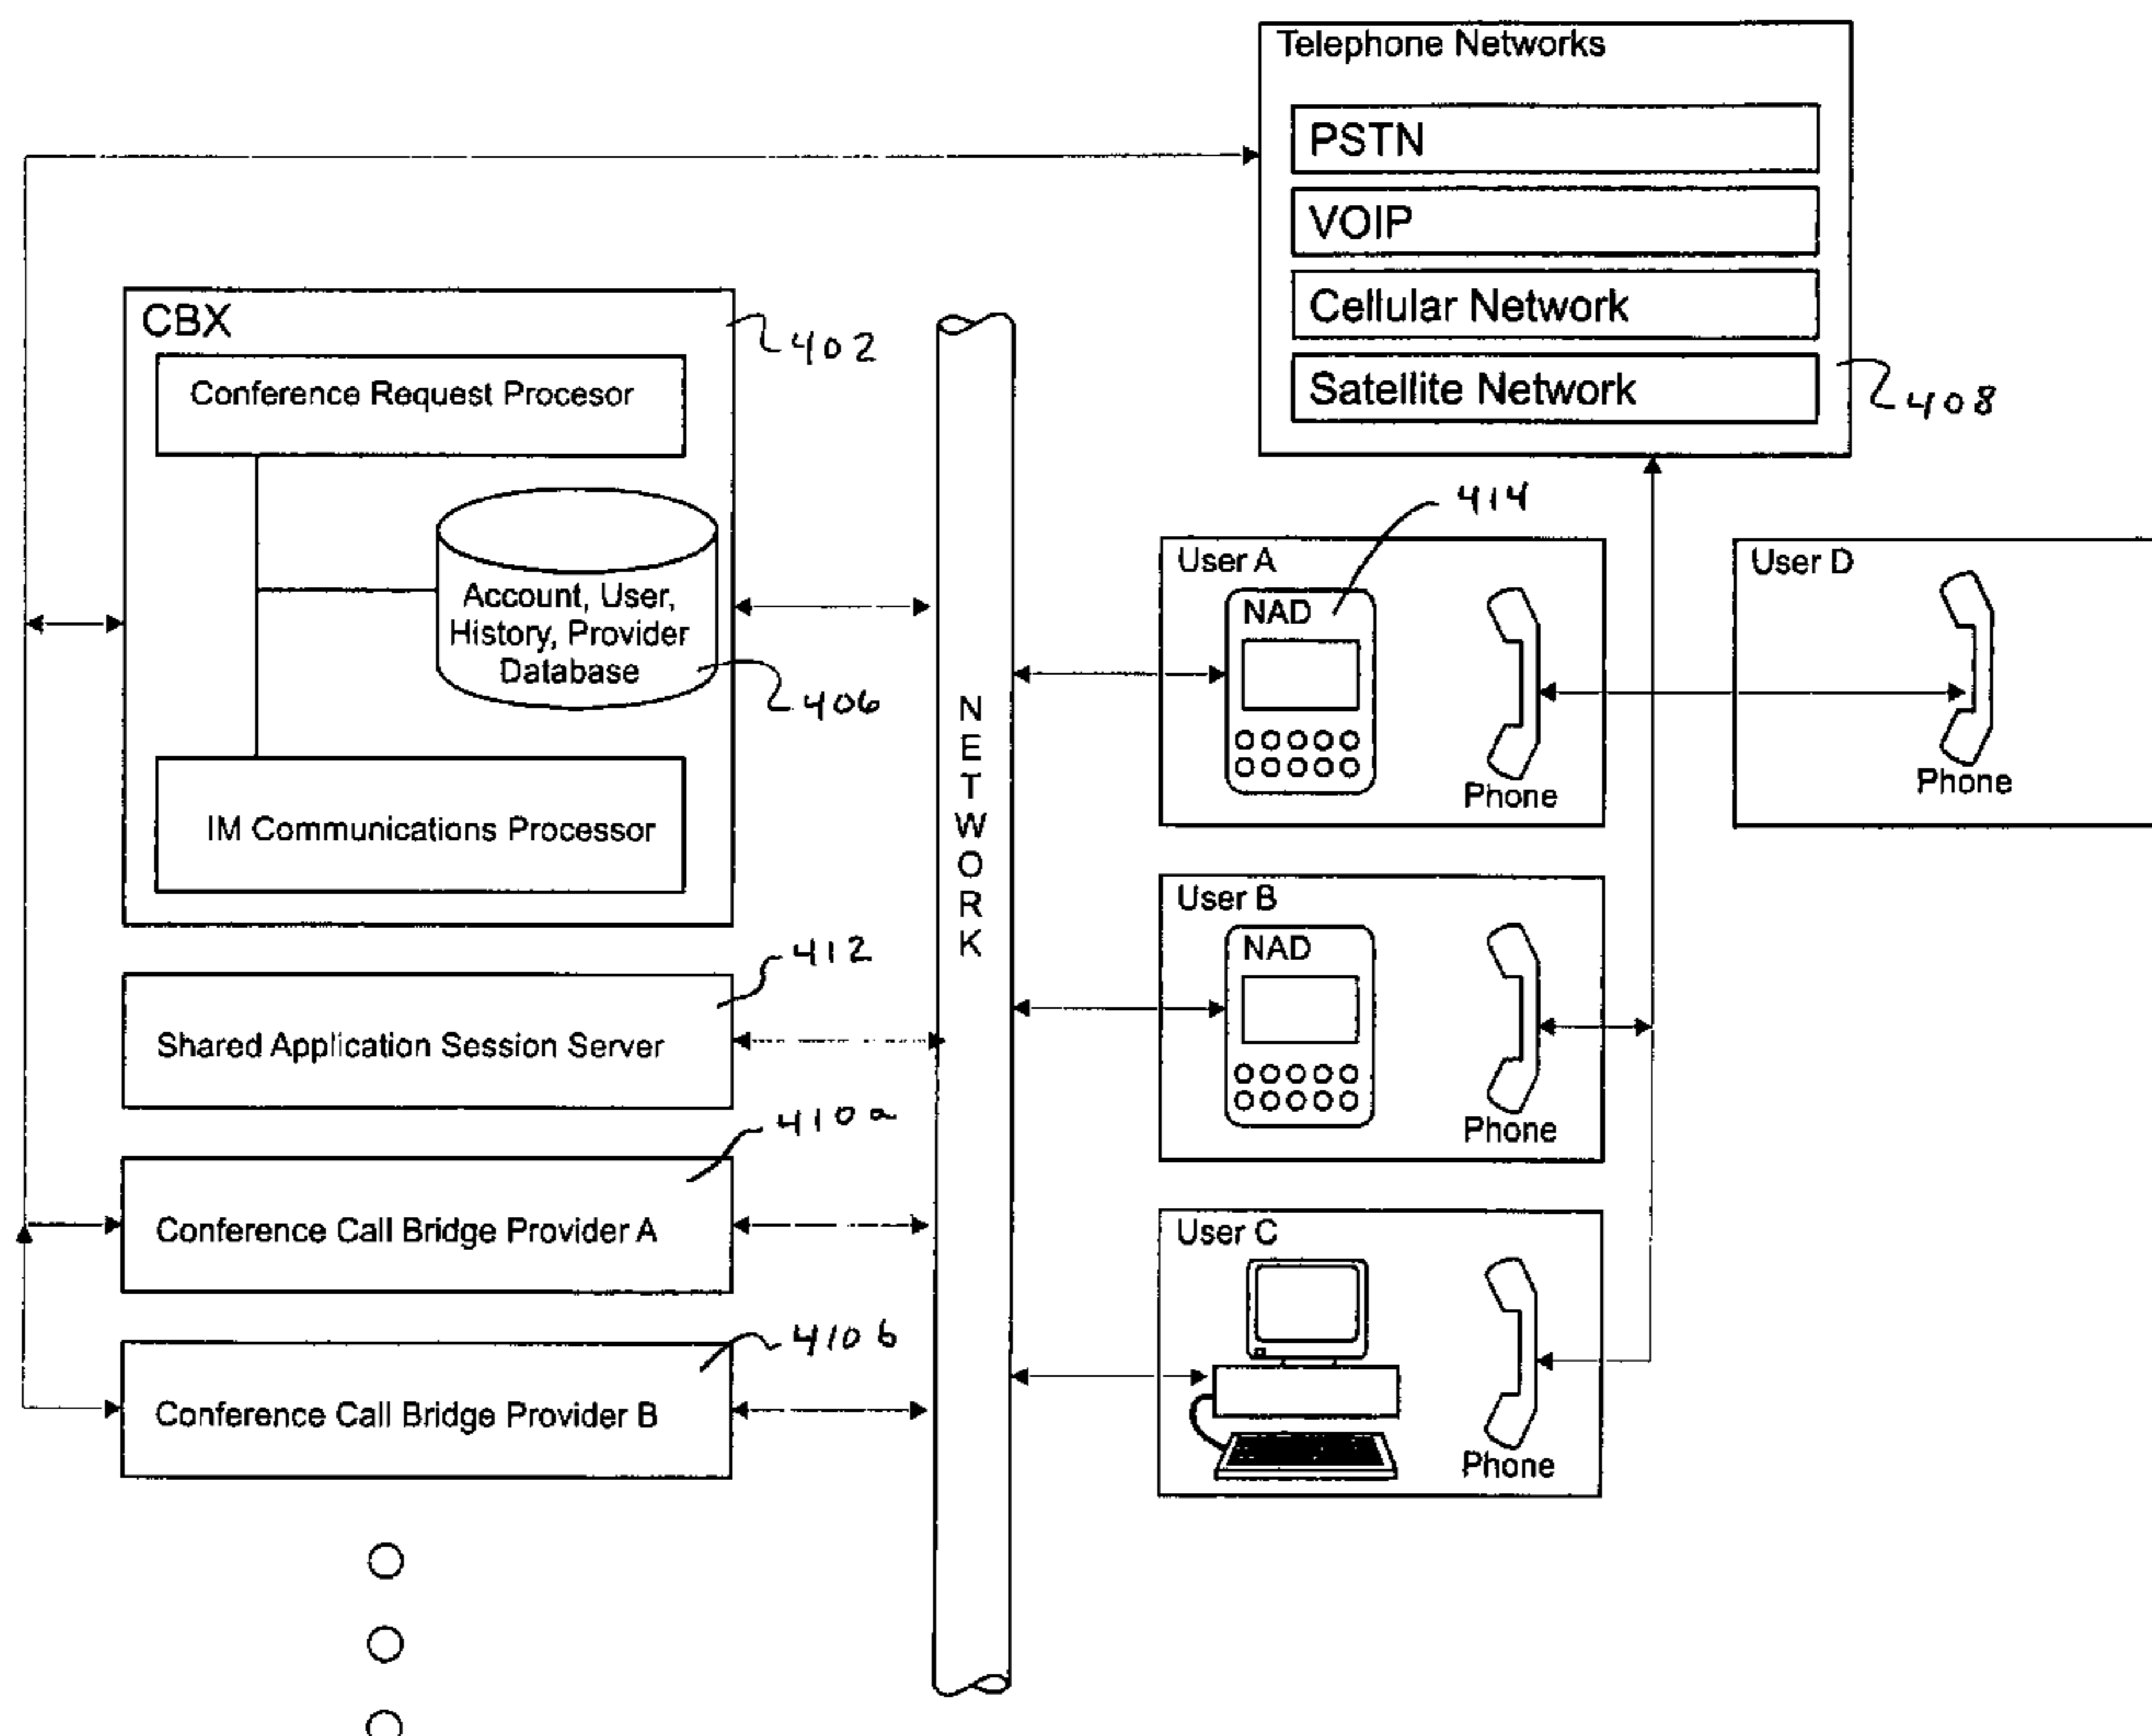 Telephone Networks
PSTN
VOIP
Cellular Network
Satellite Network
408
CBX
402
Conference Request Procesor
Account, User,
History, Provider
Database
406
IM Communications Processor
412
Shared Application Session Server
410a
Conference Call Bridge Provider A
410b
Conference Call Bridge Provider B
NETWORK
414
User A
NAD
Phone
User D
Phone
User B
NAD
Phone
User C
Phone